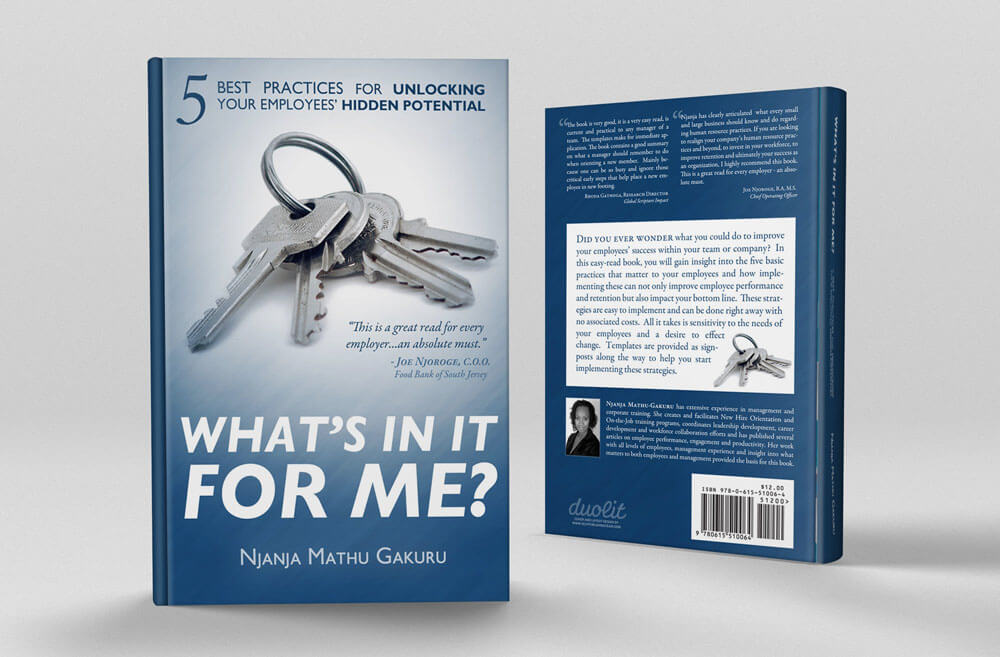 5 BEST PRACTICES FOR UNLOCKING
YOUR EMPLOYEES' HIDDEN POTENTIAL
“This is a great read for every
employer...an absolute must.”
- JOE NJOROGE, C.O.O.
Food Bank of South Jersey
WHAT'S IN IT
FOR ME?
NJANJA MATHU GAKURU
“The book is very good, it is a very easy read, is
current and practical to any manager of a
team. The templates make for immediate ap-
plication. The book contains a good summary
on what a manager should remember to do
when orienting a new member. Mainly be-
cause one can be so busy and ignore those
critical early steps that help place a new em-
ployee in new footing.
RHODA GATHOGA, RESEARCH DIRECTOR
Global Scripture Impact
“Njanja has clearly articulated what every small
and large business should know and do regard-
ing human resource practices. If you are looking
to realign your company's human resource prac-
tices and beyond, to invest in your workforce, to
improve retention and ultimately your success as
an organization, I highly recommend this book.
This is a great read for every employer - an abso-
lute must.
JOE NJOROGE, B.A, M.S.
Chief Operating Officer
DID YOU EVER WONDER what you could do to improve
your employees' success within your team or company? In
this easy-read book, you will gain insight into the five basic
practices that matter to your employees and how imple-
menting these can not only improve employee performance
and retention but also impact your bottom line. These strat-
egies are easy to implement and can be done right away with
no associated costs. All it takes is sensitivity to the needs of
your employees and a desire to effect
change. Templates are provided as sign-
posts along the way to help you start
implementing these strategies.
NJANJA MATHU-GAKURU has extensive experience in management and
corporate training. She creates and facilitates New Hire Orientation and
On-the-Job training programs, coordinates leadership development, career
development and workforce collaboration efforts and has published several
articles on employee performance, engagement and productivity. Her work
with all levels of employees, management experience and insight into what
matters to both employees and management provided the basis for this book.
duolit
COVER AND LAYOUT DESIGN BY
$12.00
ISBN 978-0-615-51006-4
51200>
9 780615 510064
WHAT'S IN IT FOR ME?
NJANJA MATHU GAKURU